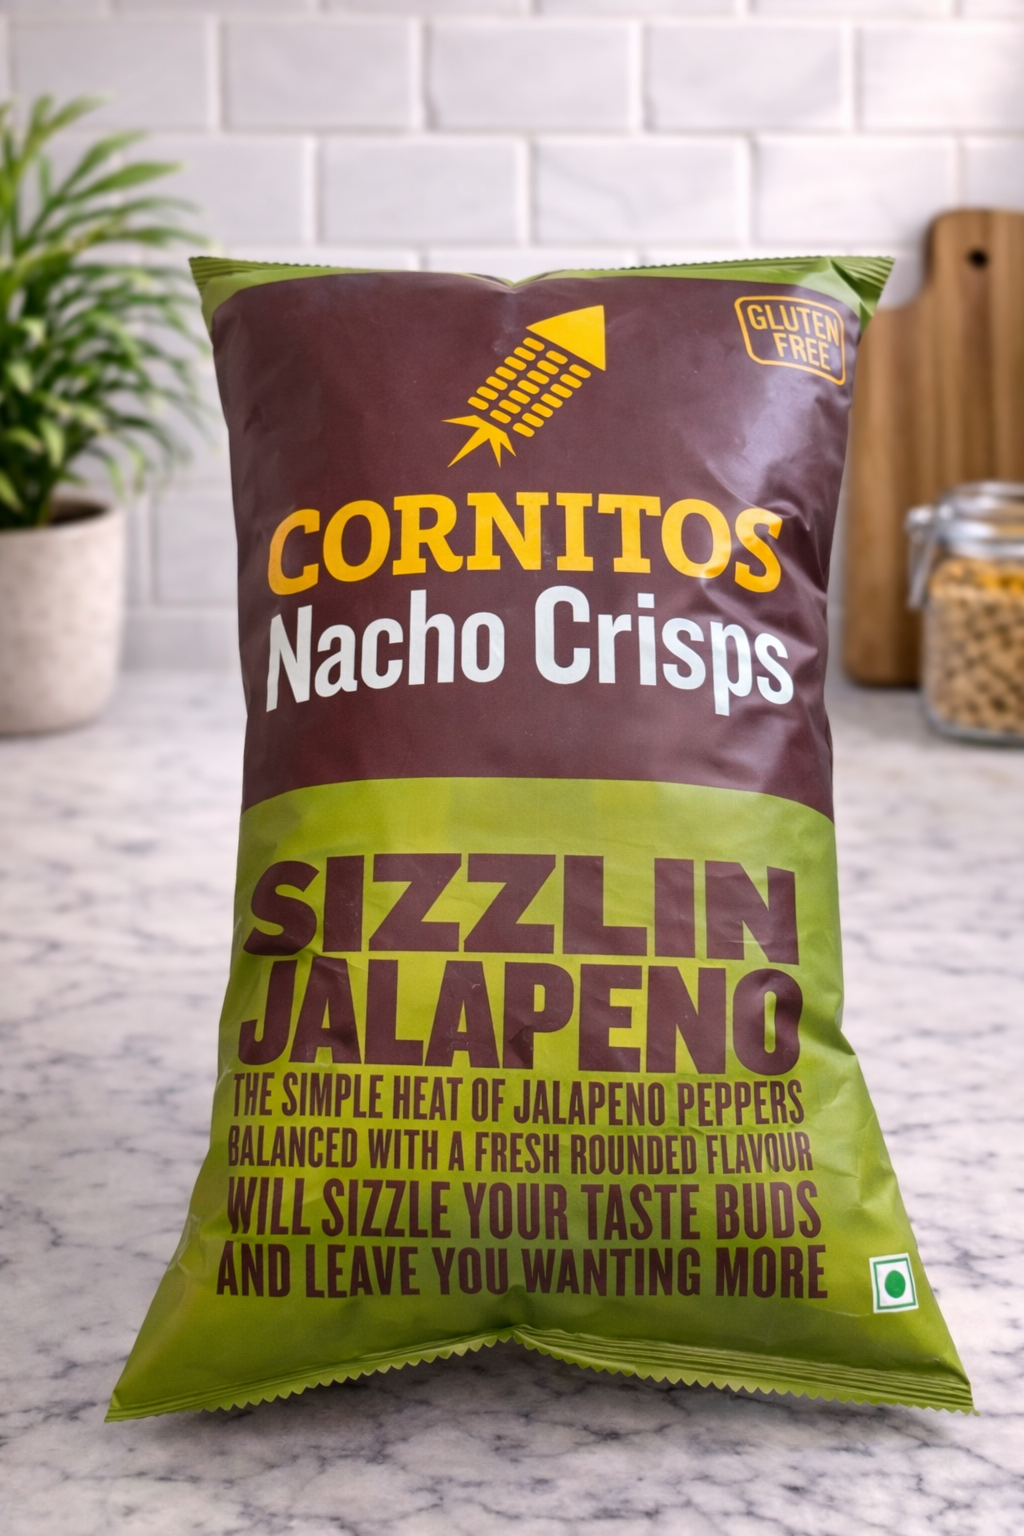 GLUTEN
FREE
CORNITOS
Nacho Crisps
SIZZLIN
JALAPENO
THE SIMPLE HEAT OF JALAPENO PEPPERS
BALANCED WITH A FRESH ROUNDED FLAVOUR
WILL SIZZLE YOUR TASTE BUDS
AND LEAVE YOU WANTING MORE